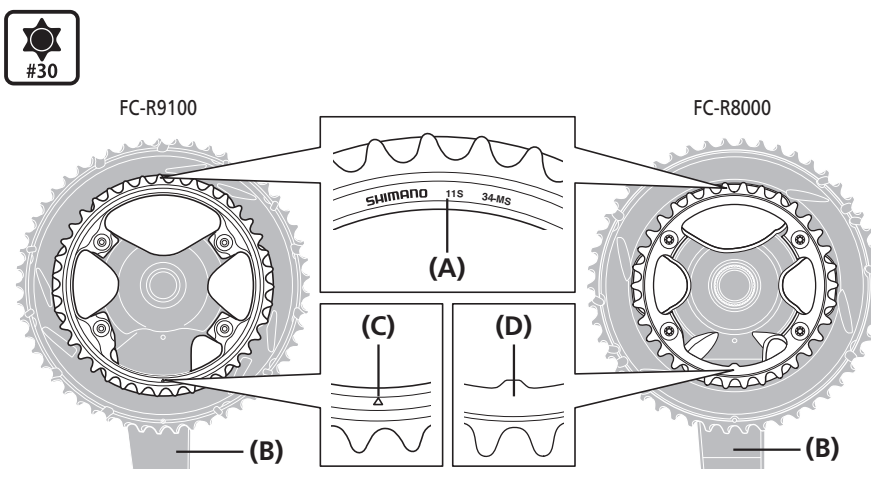 #30
FC-R9100
FC-R8000
SHIMANO 11S 34-MS
(A)
(C)
(D)
(B)
(B)